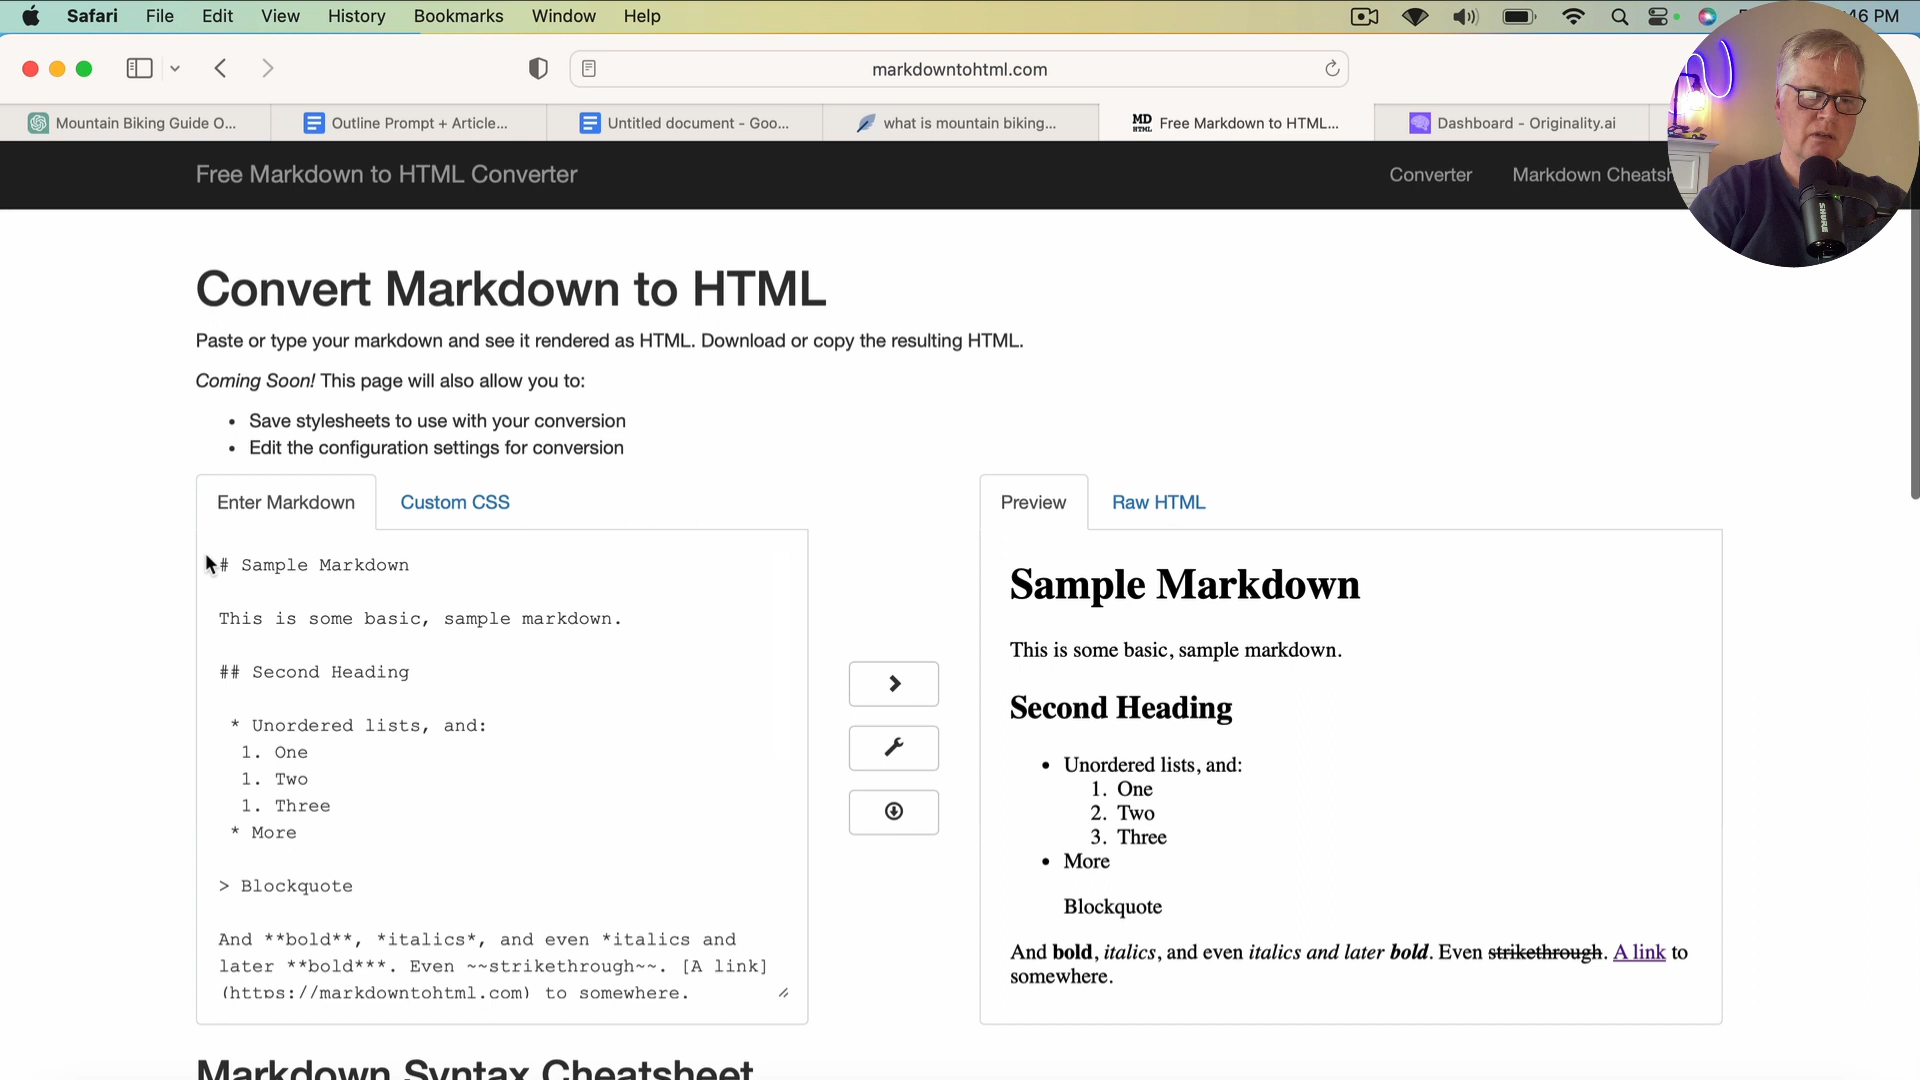 Safari File Edit View History Bookmarks Window Help
46 PM
markdowntohtml.com
Mountain Biking Guide O...
Outline Prompt + Article...
Untitled document - Goo...
what is mountain biking...
MD HTML Free Markdown to HTML...
Dashboard - Originality.ai
Free Markdown to HTML Converter
Converter
Markdown Cheatsh
SHURE
Convert Markdown to HTML
Paste or type your markdown and see it rendered as HTML. Download or copy the resulting HTML.
Coming Soon! This page will also allow you to:
• Save stylesheets to use with your conversion
• Edit the configuration settings for conversion
Enter Markdown
Custom CSS
# Sample Markdown
This is some basic, sample markdown.
## Second Heading
* Unordered lists, and:
1. One
1. Two
1. Three
* More
> Blockquote
And **bold**, *italics*, and even *italics and
later **bold***. Even ~~strikethrough~~. [A link]
(https://markdowntohtml.com) to somewhere.
Preview
Raw HTML
Sample Markdown
This is some basic, sample markdown.
Second Heading
• Unordered lists, and:
1. One
2. Two
3. Three
• More
Blockquote
And bold, italics, and even italics and later bold. Even strikethrough. A link to
somewhere.
Markdown Syntax Cheatsheet